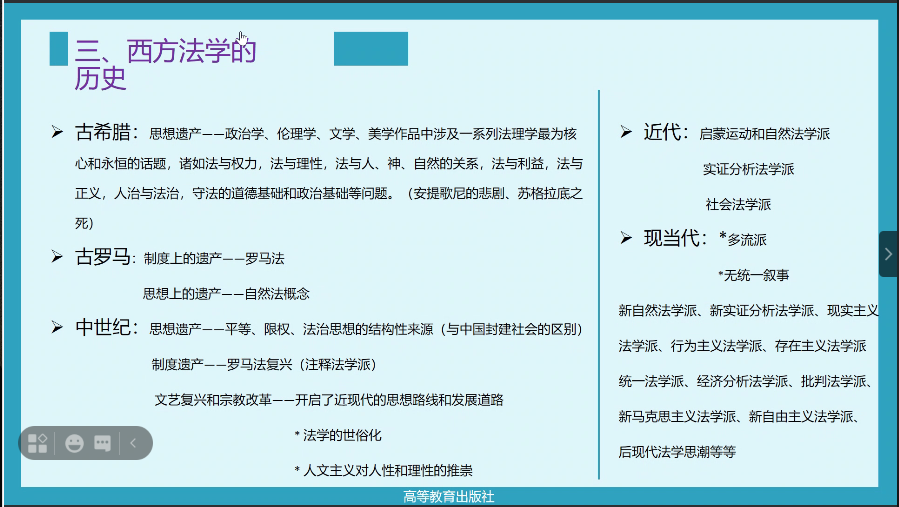 三、西方法学的
历史
古希腊：思想遗产——政治学、伦理学、文学、美学作品中涉及一系列法理学最为核
心和永恒的话题，诸如法与权力，法与理性，法与人、神、自然的关系，法与利益，法与
正义，人治与法治，守法的道德基础和政治基础等问题。（安提歌尼的悲剧、苏格拉底之
死）
古罗马：制度上的遗产——罗马法
思想上的遗产——自然法概念
中世纪：思想遗产——平等、限权、法治思想的结构性来源（与中国封建社会的区别）
制度遗产——罗马法复兴（注释法学派）
文艺复兴和宗教改革——开启了近现代的思想路线和发展道路
*法学的世俗化
*人文主义对人性和理性的推崇
近代：启蒙运动和自然法学派
实证分析法学派
社会法学派
现当代：*多流派
*无统一叙事
新自然法学派、新实证分析法学派、现实主义
法学派、行为主义法学派、存在主义法学派
统一法学派、经济分析法学派、批判法学派、
新马克思主义法学派、新自由主义法学派、
后现代法学思潮等等
高等教育出版社